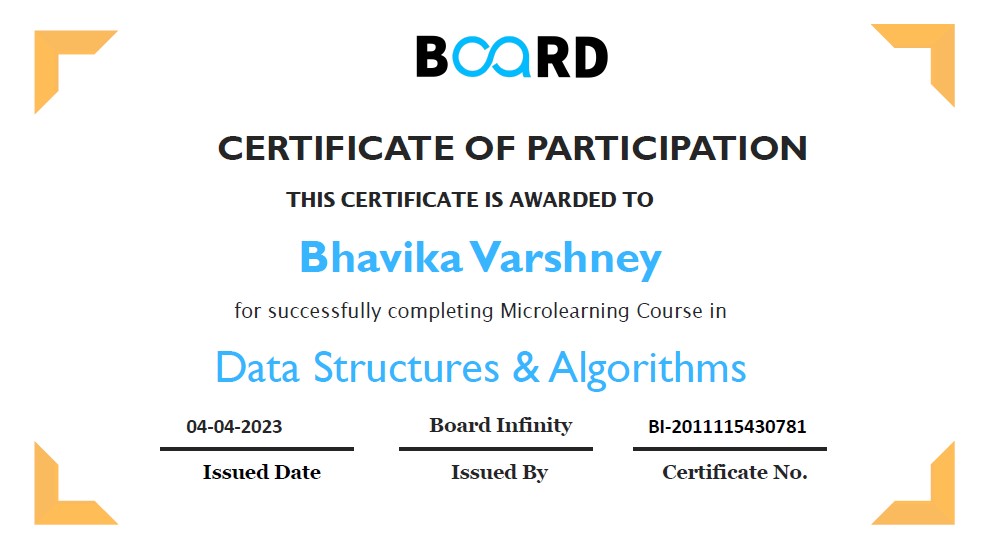 BOARD
CERTIFICATE OF PARTICIPATION
THIS CERTIFICATE IS AWARDED TO
Bhavika Varshney
for successfully completing Microlearning Course in
Data Structures & Algorithms
04-04-2023 Board Infinity BI-2011115430781
Issued Date Issued By Certificate No.